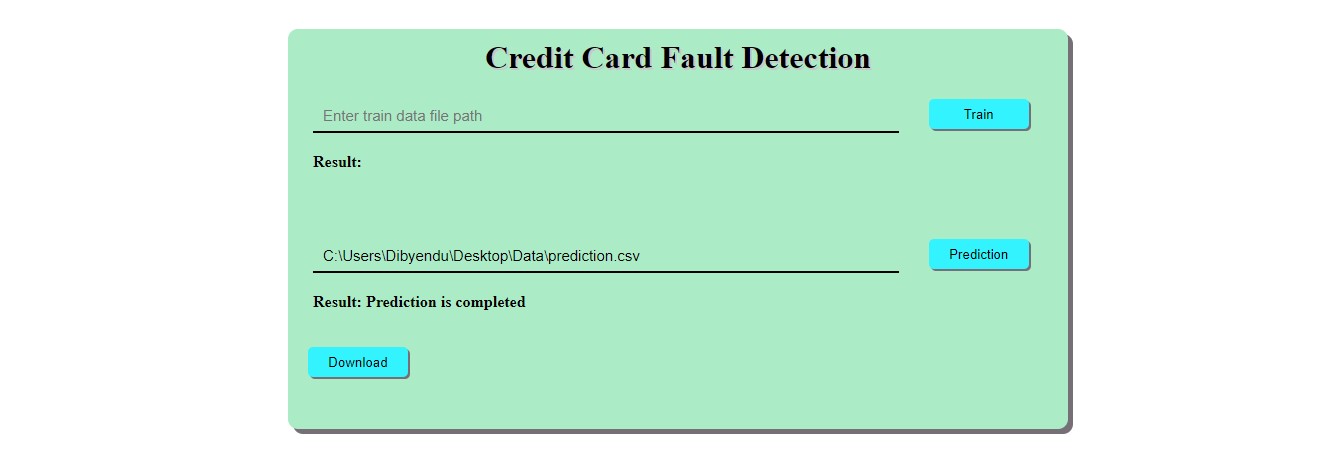 Credit Card Fault Detection
Enter train data file path
Train
Result:
C:\Users\Dibyendu\Desktop\Data\prediction.csv
Prediction
Result: Prediction is completed
Download